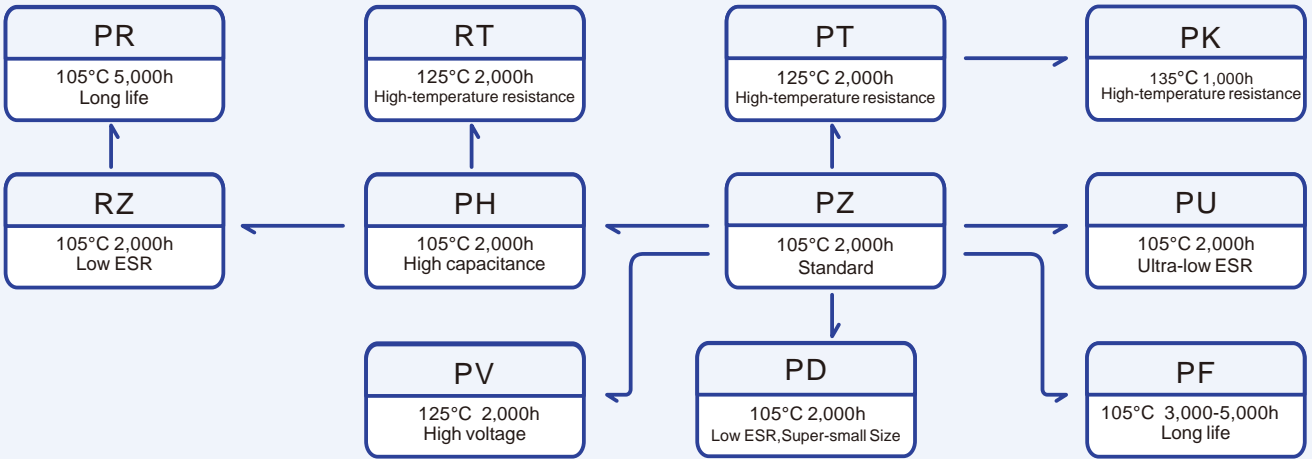 PR
105°C 5,000h
Long life
RT
125°C 2,000h
High-temperature resistance
PT
125°C 2,000h
High-temperature resistance
PK
135°C 1,000h
High-temperature resistance
RZ
105°C 2,000h
Low ESR
PH
105°C 2,000h
High capacitance
PZ
105°C 2,000h
Standard
PU
105°C 2,000h
Ultra-low ESR
PV
125°C 2,000h
High voltage
PD
105°C 2,000h
Low ESR,Super-small Size
PF
105°C 3,000-5,000h
Long life